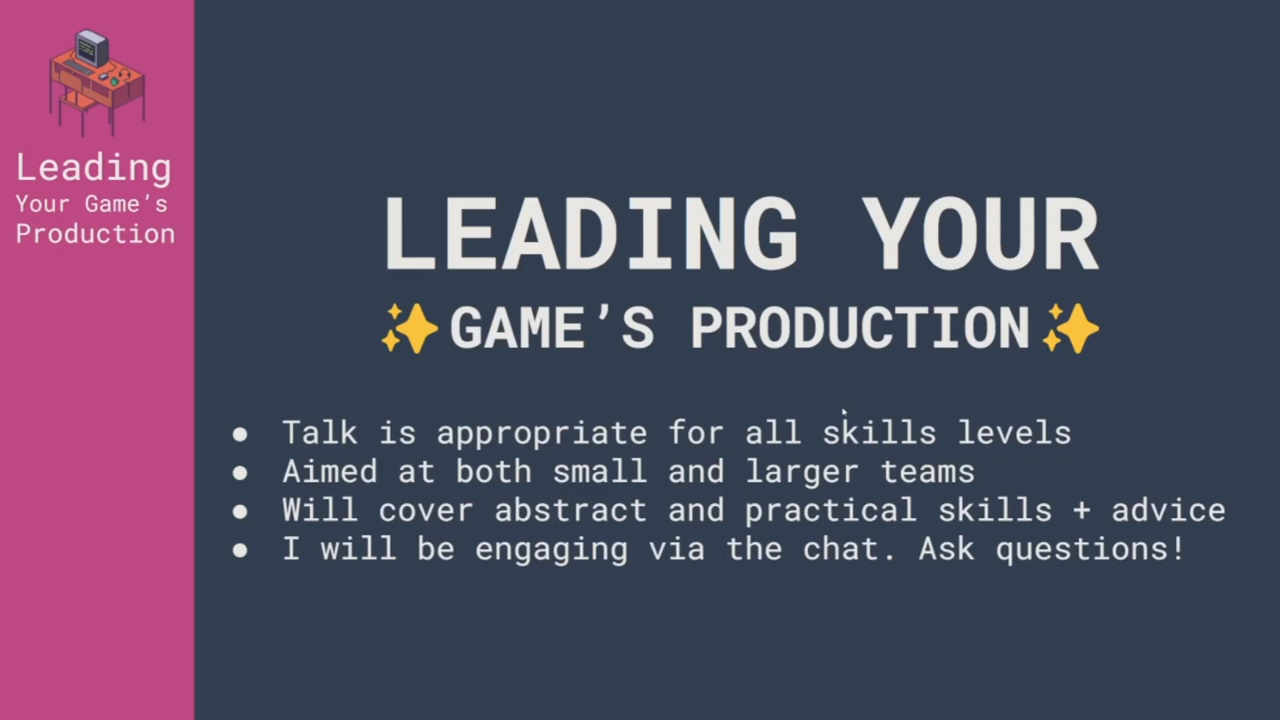 Leading
Your Game's
Production
LEADING YOUR
✨GAME'S PRODUCTION✨
● Talk is appropriate for all skills levels
● Aimed at both small and larger teams
● Will cover abstract and practical skills + advice
● I will be engaging via the chat. Ask questions!